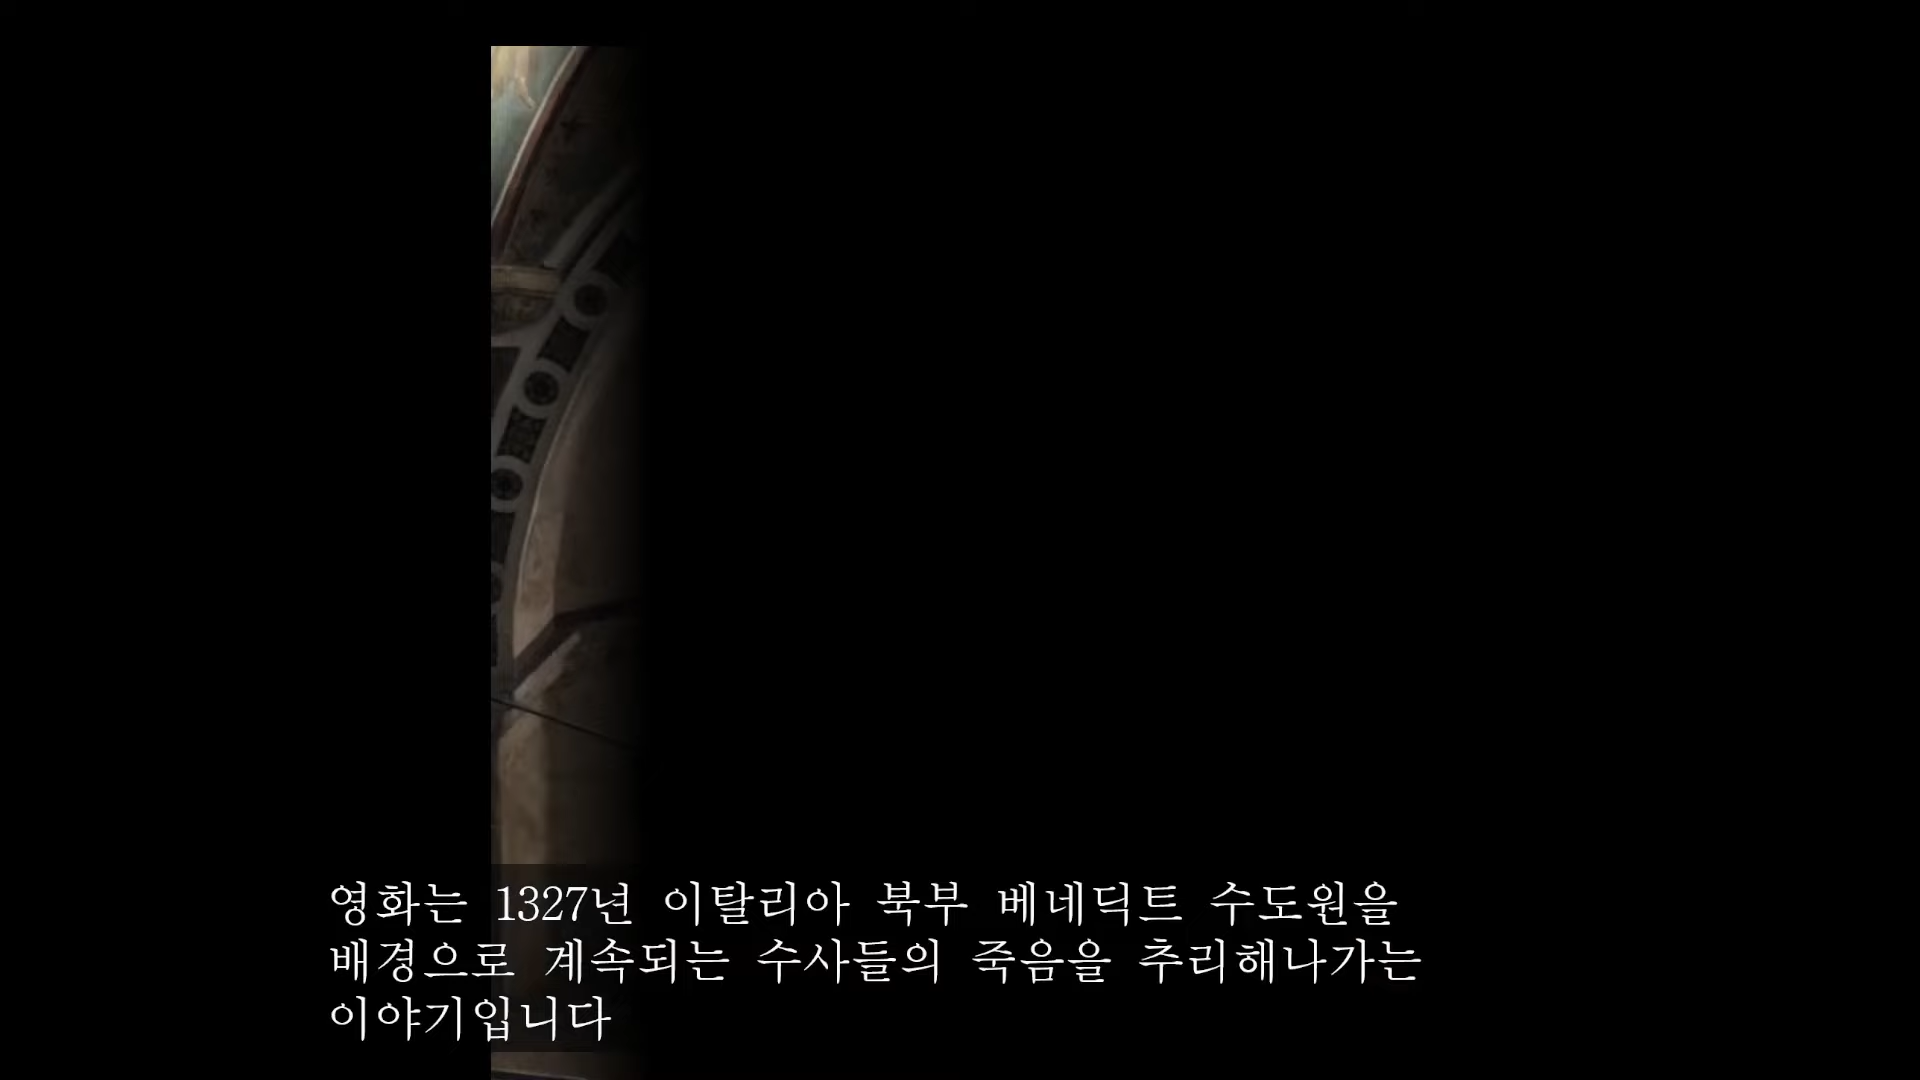 영화는 1327년 이탈리아 북부 베네딕트 수도원을
배경으로 계속되는 수사들의 죽음을 추리해나가는
이야기입니다